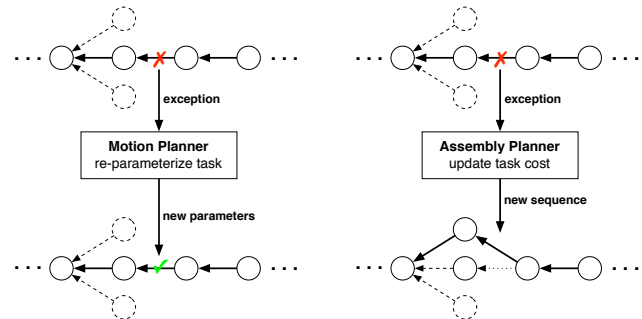 exception
Motion Planner
re-parameterize task
new parameters
exception
Assembly Planner
update task cost
new sequence